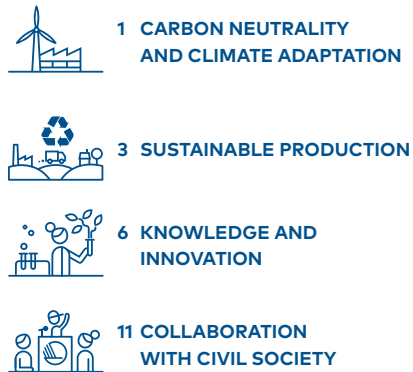 1 CARBON NEUTRALITY
AND CLIMATE ADAPTATION
3 SUSTAINABLE PRODUCTION
6 KNOWLEDGE AND
INNOVATION
11 COLLABORATION
WITH CIVIL SOCIETY